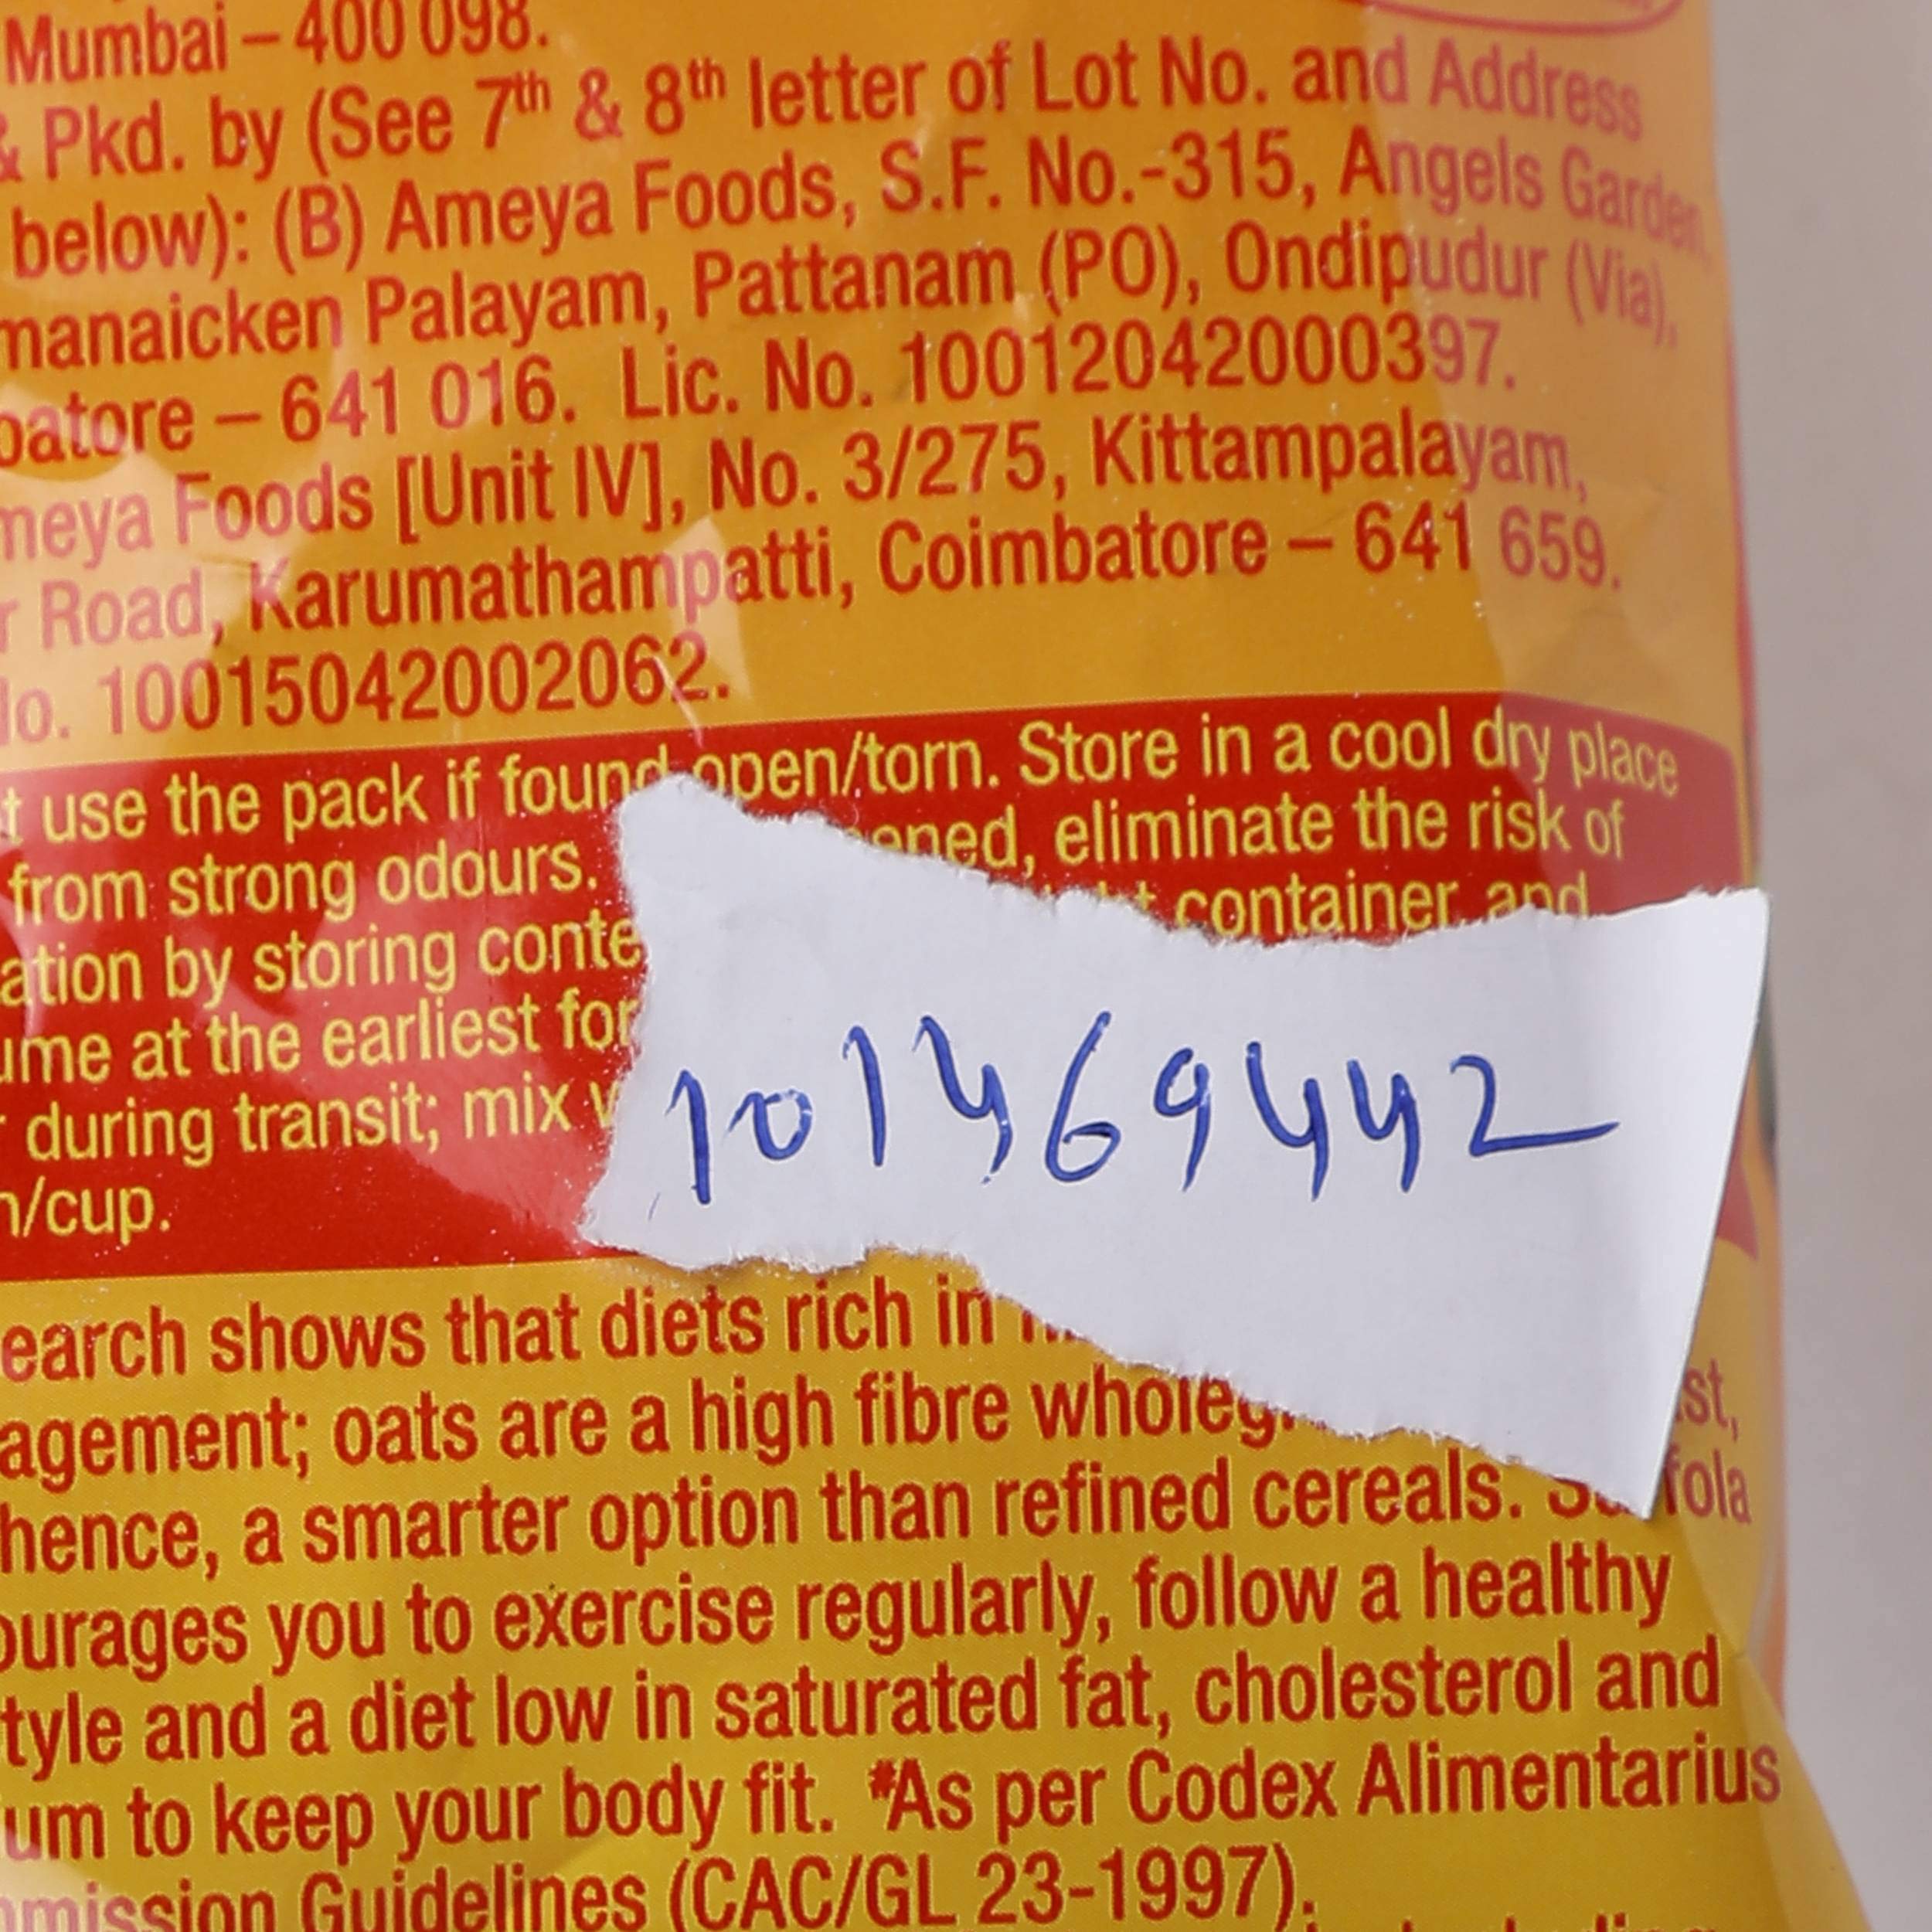 Mumbai – 400 098.
& Pkd. by (See 7th & 8th letter of Lot No. and Address
below): (B) Ameya Foods, S.F. No.-315, Angels Garden,
manaicken Palayam, Pattanam (PO), Ondipudur (Via),
batore – 641 016. Lic. No. 10012042000397.
meya Foods [Unit IV], No. 3/275, Kittampalayam,
r Road, Karumathampatti, Coimbatore – 641 659.
No. 10015042002062.
t use the pack if found open/torn. Store in a cool dry place
from strong odours. ened, eliminate the risk of
ation by storing conte container and
ume at the earliest for
during transit; mix
n/cup.
101469442
earch shows that diets rich in
agement; oats are a high fibre wholeg st,
hence, a smarter option than refined cereals. Saffola
ourages you to exercise regularly, follow a healthy
tyle and a diet low in saturated fat, cholesterol and
um to keep your body fit. #As per Codex Alimentarius
mmission Guidelines (CAC/GL 23-1997).